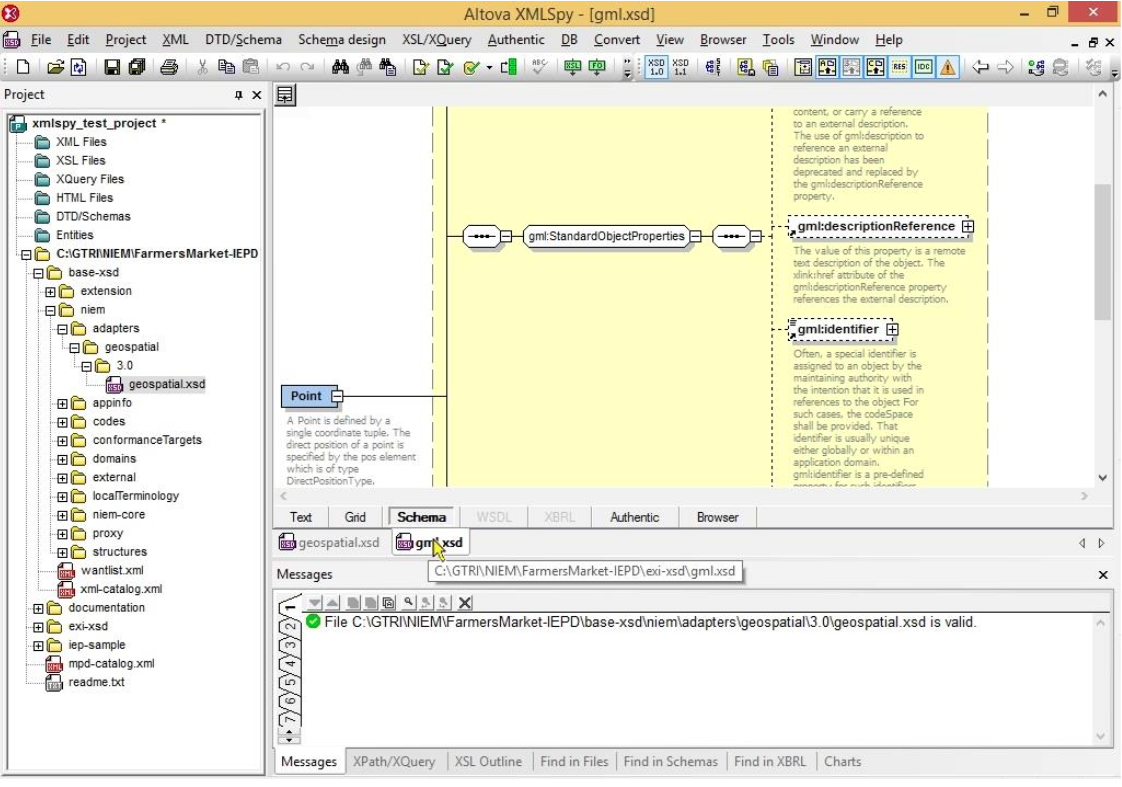 Altova XMLSpy - [gml.xsd]
File Edit Project XML DTD/Schema Schema design XSL/XQuery Authentic DB Convert View Browser Tools Window Help
XSD 1.0 XSD 1.1
Project
xmlspy_test_project *
XML Files
XSL Files
XQuery Files
HTML Files
DTD/Schemas
Entities
C:\GTRI\NIEM\FarmersMarket-IEPD
base-xsd
extension
niem
adapters
geospatial
3.0
geospatial.xsd
appinfo
codes
conformanceTargets
domains
external
localTerminology
niem-core
proxy
structures
wantlist.xml
xml-catalog.xml
documentation
exi-xsd
iep-sample
mpd-catalog.xml
readme.txt
content, or carry a reference
to an external description.
The use of gml:description to
reference an external
description has been
deprecated and replaced by
the gml:descriptionReference
property.
gml:StandardObjectProperties
gml:descriptionReference
The value of this property is a remote
text description of the object. The
xlink:href attribute of the
gml:descriptionReference property
references the external description.
gml:identifier
Often, a special identifier is
assigned to an object by the
maintaining authority with
the intention that it is used in
references to the object For
such cases, the codeSpace
shall be provided. That
identifier is usually unique
either globally or within an
application domain.
gml:identifier is a pre-defined
property for such identifiers
Point
A Point is defined by a
single coordinate tuple. The
direct position of a point is
specified by the pos element
which is of type
DirectPositionType.
Text Grid Schema WSDL XBRL Authentic Browser
geospatial.xsd gml.xsd
C:\GTRI\NIEM\FarmersMarket-IEPD\exi-xsd\gml.xsd
Messages
File C:\GTRI\NIEM\FarmersMarket-IEPD\base-xsd\niem\adapters\geospatial\3.0\geospatial.xsd is valid.
1
2
3
4
5
6
7
Messages XPath/XQuery XSL Outline Find in Files Find in Schemas Find in XBRL Charts